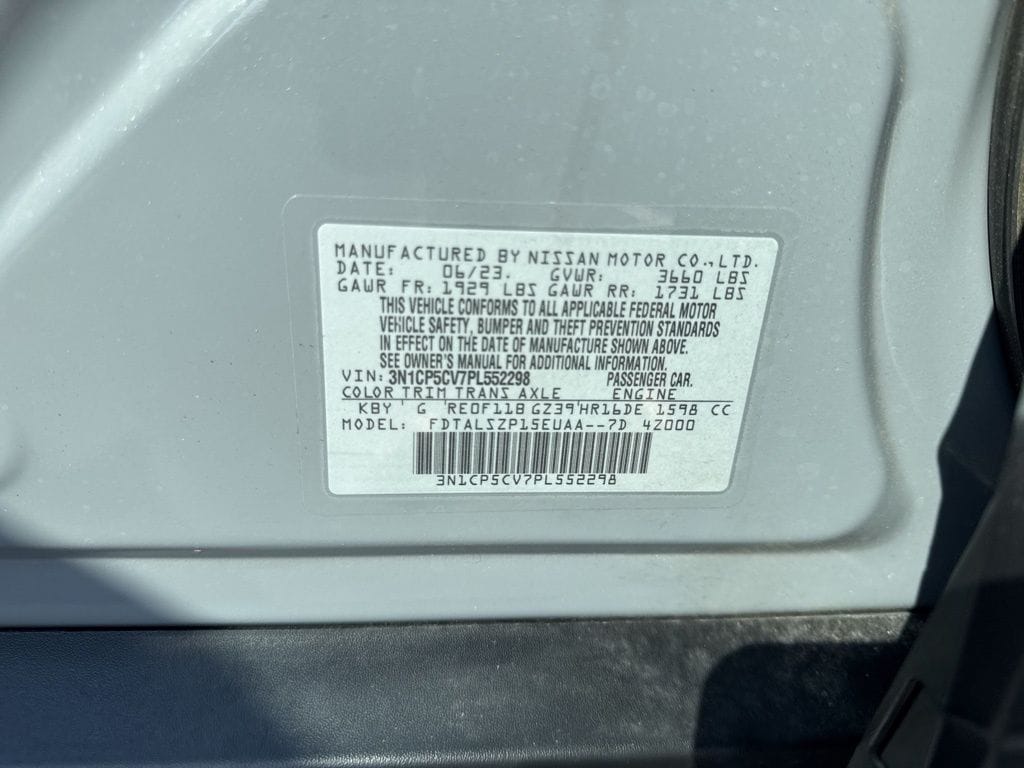 MANUFACTURED BY NISSAN MOTOR CO., LTD.
DATE: 06/23. GVWR: 3660 LBS
GAWR FR: 1929 LBS GAWR RR: 1731 LBS
THIS VEHICLE CONFORMS TO ALL APPLICABLE FEDERAL MOTOR
VEHICLE SAFETY, BUMPER AND THEFT PREVENTION STANDARDS
IN EFFECT ON THE DATE OF MANUFACTURE SHOWN ABOVE.
SEE OWNER'S MANUAL FOR ADDITIONAL INFORMATION.
VIN: 3N1CP5CV7PL552298 PASSENGER CAR.
COLOR TRIM TRANS AXLE ENGINE
KBY G RE0F11B GZ39 HR16DE 1598 CC
MODEL: FDTALSZP15EUAA--7D 4Z000
3N1CP5CV7PL552298